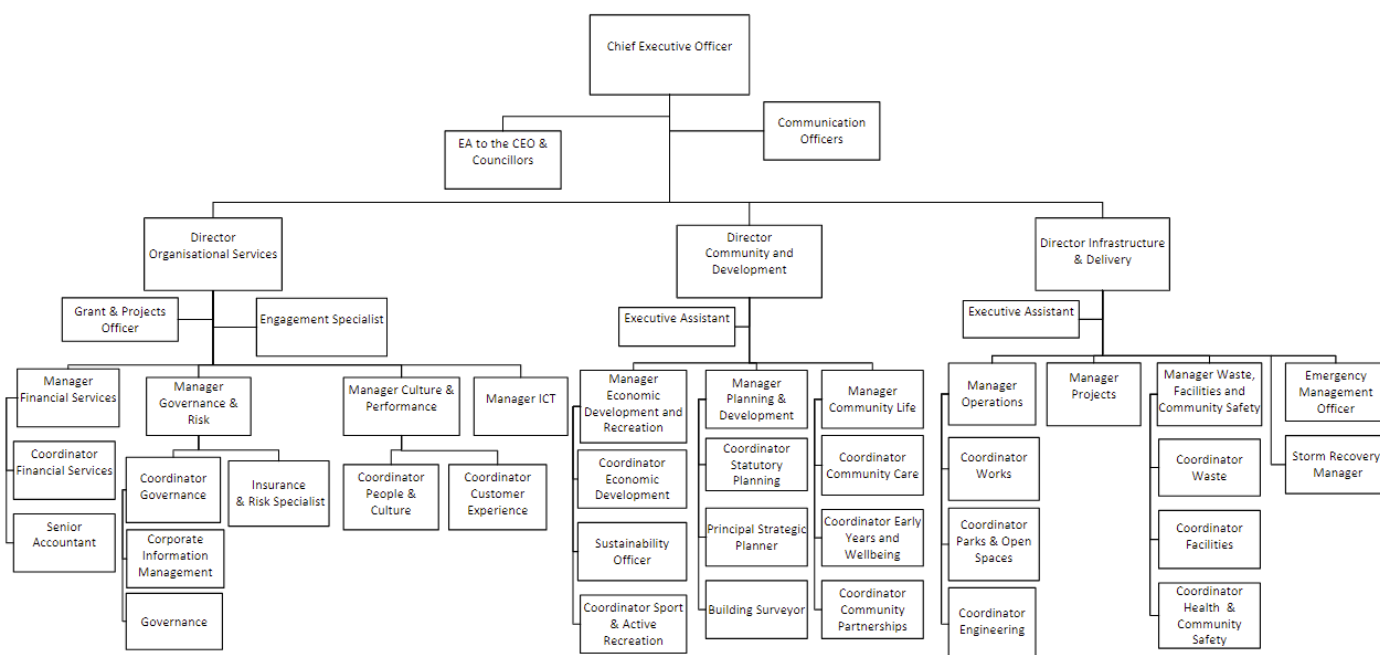 Chief Executive Officer
EA to the CEO &
Councillors
Communication
Officers
Director
Organisational Services
Director
Community and
Development
Director Infrastructure
& Delivery
Grant & Projects
Officer
Engagement Specialist
Executive Assistant
Executive Assistant
Manager
Financial Services
Manager
Governance &
Risk
Manager Culture &
Performance
Manager ICT
Manager
Economic
Development and
Recreation
Manager
Planning &
Development
Manager
Community Life
Manager
Operations
Manager
Projects
Manager Waste,
Facilities and
Community Safety
Emergency
Management
Officer
Coordinator
Financial Services
Senior
Accountant
Coordinator
Governance
Insurance
& Risk Specialist
Corporate
Information
Management
Governance
Coordinator
People &
Culture
Coordinator
Customer
Experience
Coordinator
Economic
Development
Sustainability
Officer
Coordinator Sport
& Active
Recreation
Coordinator
Statutory
Planning
Principal Strategic
Planner
Building Surveyor
Coordinator
Community Care
Coordinator Early
Years and
Wellbeing
Coordinator
Community
Partnerships
Coordinator
Works
Coordinator
Parks & Open
Spaces
Coordinator
Engineering
Coordinator
Waste
Coordinator
Facilities
Coordinator
Health &
Community
Safety
Storm Recovery
Manager